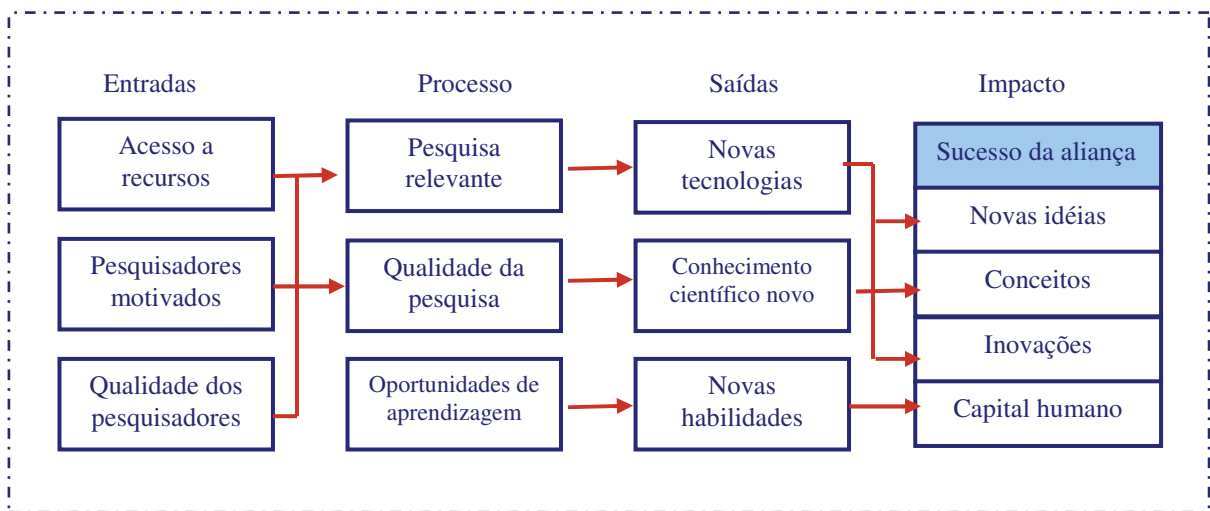 Entradas
Processo
Saídas
Impacto
Acesso a
recursos
Pesquisa
relevante
Novas
tecnologias
Sucesso da aliança
Novas idéias
Pesquisadores
motivados
Qualidade da
pesquisa
Conhecimento
científico novo
Conceitos
Inovações
Qualidade dos
pesquisadores
Oportunidades de
aprendizagem
Novas
habilidades
Capital humano